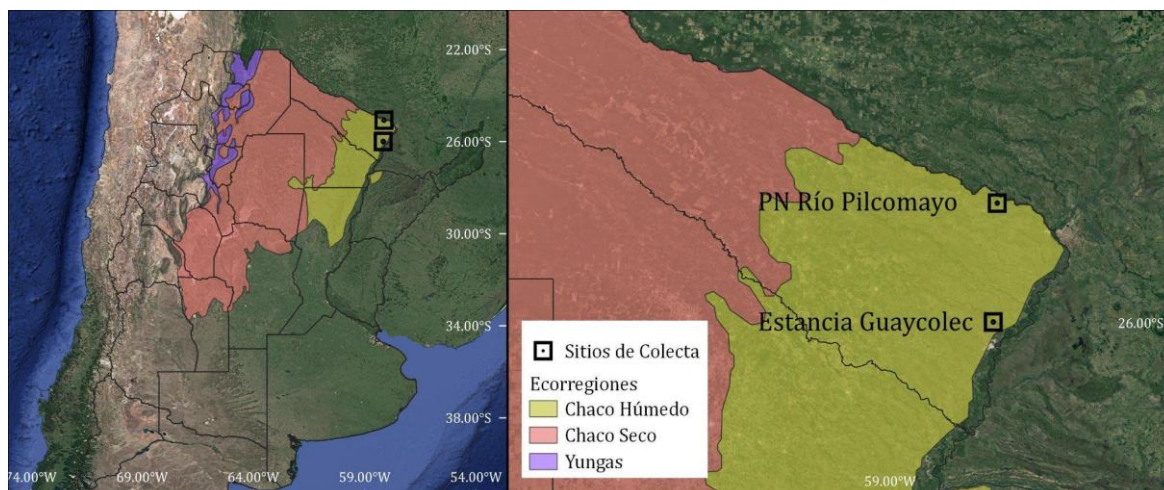 22.00°S
26.00°S
30.00°S
34.00°S
38.00°S
74.00°W
69.00°W
64.00°W
59.00°W
54.00°W
PN Río Pilcomayo
Estancia Guaycolec
26.00°S
59.00°W
Sitios de Colecta
Ecorregiones
Chaco Húmedo
Chaco Seco
Yungas